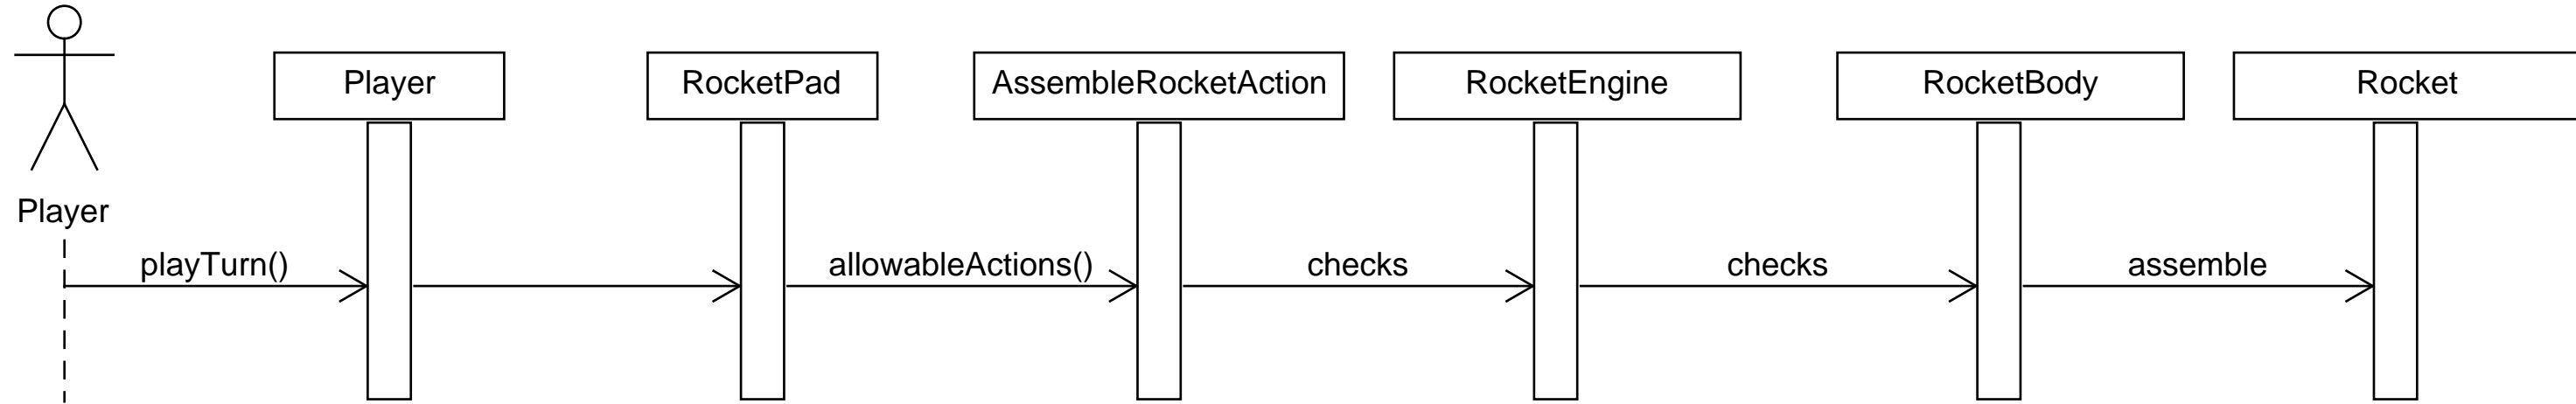 Player
RocketPad
AssembleRocketAction
RocketEngine
RocketBody
Rocket
Player
playTurn()
allowableActions()
checks
checks
assemble